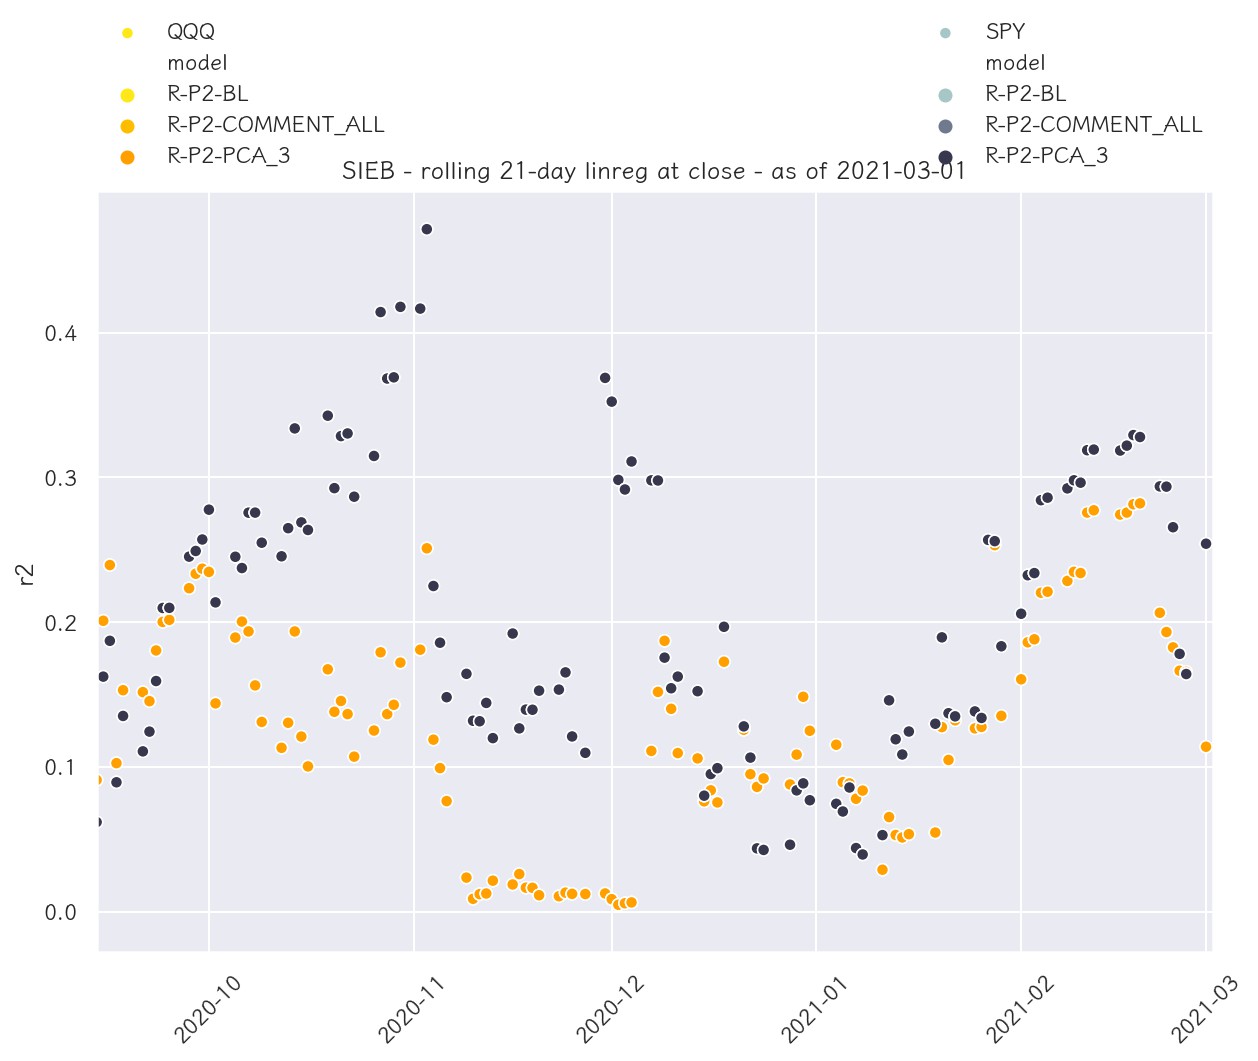 QQQ
model
R-P2-BL
R-P2-COMMENT_ALL
R-P2-PCA_3
SPY
model
R-P2-BL
R-P2-COMMENT_ALL
R-P2-PCA_3
SIEB - rolling 21-day linreg at close - as of 2021-03-01
r2
0.4
0.3
0.2
0.1
0.0
2020-10
2020-11
2020-12
2021-01
2021-02
2021-03